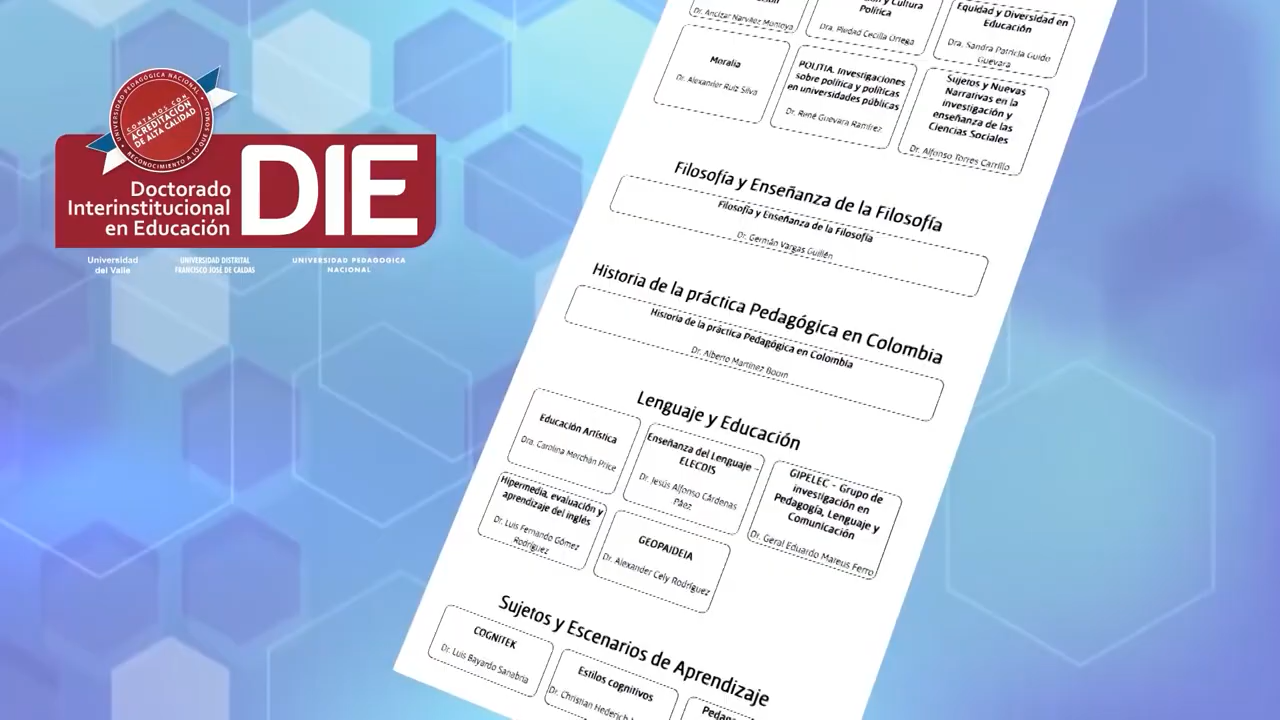 UNIVERSIDAD PEDAGÓGICA NACIONAL
CONTAMOS CON
ACREDITACIÓN
DE ALTA CALIDAD
RECONOCIMIENTO A LO QUE SOMOS
Doctorado
Interinstitucional
en Educación
DIE
Universidad
del Valle
UNIVERSIDAD DISTRITAL
FRANCISCO JOSÉ DE CALDAS
UNIVERSIDAD PEDAGOGICA
NACIONAL
Dr. Ancízar Narváez Montoya
y Cultura
Política
Dra. Piedad Cecilia Ortega
Equidad y Diversidad en
Educación
Dra. Sandra Patricia Guido
Guevara
Moralia
Dr. Alexander Ruiz Silva
POLITIA. Investigaciones
sobre política y políticas
en universidades públicas
Dr. René Guevara Ramírez
Sujetos y Nuevas
Narrativas en la
investigación y
enseñanza de las
Ciencias Sociales
Dr. Alfonso Torres Carrillo
Filosofía y Enseñanza de la Filosofía
Filosofía y Enseñanza de la Filosofía
Dr. Germán Vargas Guillén
Historia de la práctica Pedagógica en Colombia
Historia de la práctica Pedagógica en Colombia
Dr. Alberto Martínez Boom
Lenguaje y Educación
Educación Artística
Dra. Carolina Merchán Price
Enseñanza del Lenguaje –
ELECDIS
Dr. Jesús Alfonso Cárdenas
Páez
GIPELEC - Grupo de
investigación en
Pedagogía, Lenguaje y
Comunicación
Dr. Geral Eduardo Mateus Ferro
Hipermedia, evaluación y
aprendizaje del inglés
Dr. Luis Fernando Gómez
Rodríguez
GEOPAIDEIA
Dr. Alexander Cely Rodríguez
Sujetos y Escenarios de Aprendizaje
COGNITEK
Dr. Luis Bayardo Sanabria
Estilos cognitivos
Dr. Christian Hederich